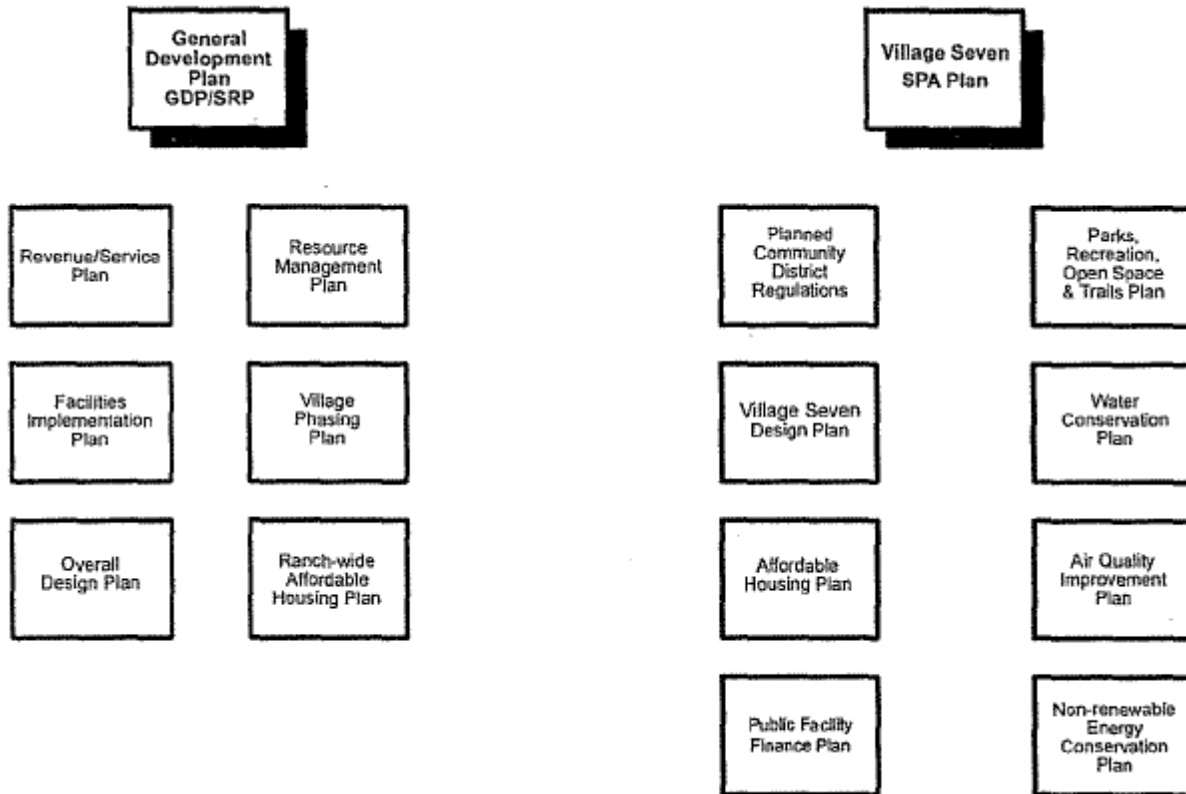 General
Development
Plan
GDP/SRP
Village Seven
SPA Plan
Revenue/Service
Plan
Resource
Management
Plan
Planned
Community
District
Regulations
Parks,
Recreation,
Open Space
& Trails Plan
Facilities
Implementation
Plan
Village
Phasing
Plan
Village Seven
Design Plan
Water
Conservation
Plan
Overall
Design Plan
Ranch-wide
Affordable
Housing Plan
Affordable
Housing Plan
Air Quality
Improvement
Plan
Public Facility
Finance Plan
Non-renewable
Energy
Conservation
Plan